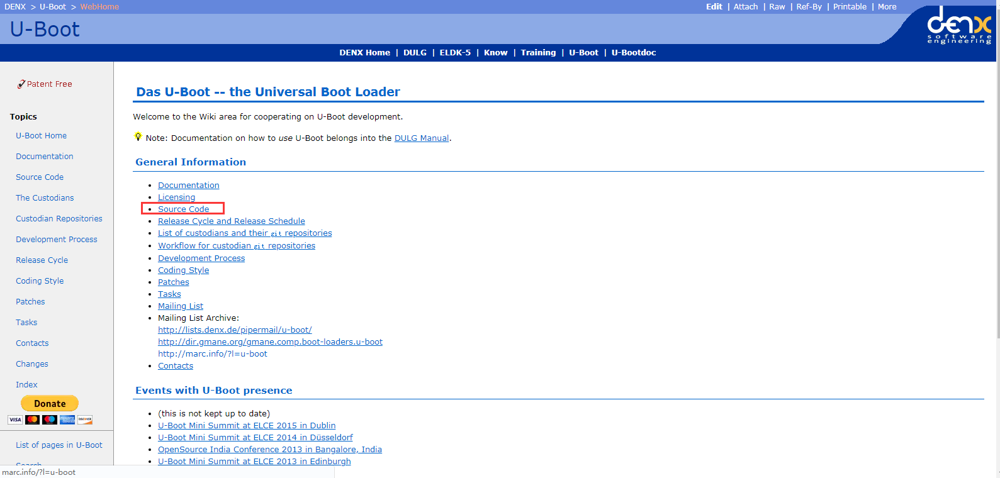 DENX > U-Boot > WebHome
Edit | Attach | Raw | Ref-By | Printable | More
U-Boot
denx
software
engineering
DENX Home | DULG | ELDK-5 | Know | Training | U-Boot | U-Bootdoc
Patent Free
Topics
U-Boot Home
Documentation
Source Code
The Custodians
Custodian Repositories
Development Process
Release Cycle
Coding Style
Patches
Tasks
Contacts
Changes
Index
Donate
VISA
DISCOVER
List of pages in U-Boot
Search
Das U-Boot -- the Universal Boot Loader
Welcome to the Wiki area for cooperating on U-Boot development.
Note: Documentation on how to use U-Boot belongs into the DULG Manual.
General Information
• Documentation
• Licensing
• Source Code
• Release Cycle and Release Schedule
• List of custodians and their git repositories
• Workflow for custodian git repositories
• Development Process
• Coding Style
• Patches
• Tasks
• Mailing List
• Mailing List Archive:
http://lists.denx.de/pipermail/u-boot/
http://dir.gmane.org/gmane.comp.boot-loaders.u-boot
http://marc.info/?l=u-boot
• Contacts
Events with U-Boot presence
• (this is not kept up to date)
• U-Boot Mini Summit at ELCE 2015 in Dublin
• U-Boot Mini Summit at ELCE 2014 in Düsseldorf
• OpenSource India Conference 2013 in Bangalore, India
• U-Boot Mini Summit at ELCE 2013 in Edinburgh
marc.info/?l=u-boot